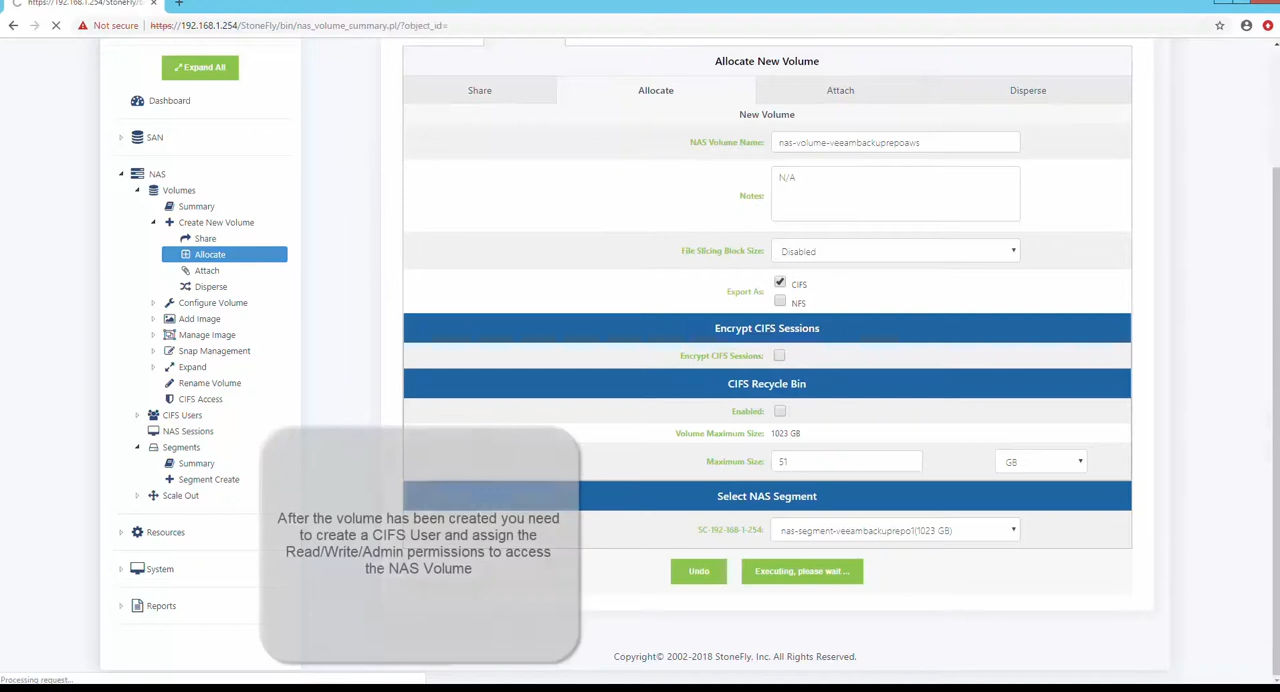 https://192.168.1.254/StoneFly/b
Not secure
https://192.168.1.254/StoneFly/bin/nas_volume_summary.pl/?object_id=
Expand All
Dashboard
SAN
NAS
Volumes
Summary
Create New Volume
Share
Allocate
Attach
Disperse
Configure Volume
Add Image
Manage Image
Snap Management
Expand
Rename Volume
CIFS Access
CIFS Users
NAS Sessions
Segments
Summary
Segment Create
Scale Out
Resources
System
Reports
Allocate New Volume
Share Allocate Attach Disperse
New Volume
NAS Volume Name: nas-volume-veeambackuprepoaws
Notes: N/A
File Slicing Block Size: Disabled
Export As: CIFS
NFS
Encrypt CIFS Sessions
Encrypt CIFS Sessions:
CIFS Recycle Bin
Enabled:
Volume Maximum Size: 1023 GB
Maximum Size: 51 GB
Select NAS Segment
SC-192-168-1-254: nas-segment-veeambackuprepo1(1023 GB)
Undo Executing, please wait ...
After the volume has been created you need
to create a CIFS User and assign the
Read/Write/Admin permissions to access
the NAS Volume
Copyright© 2002-2018 StoneFly, Inc. All Rights Reserved.
Processing request...